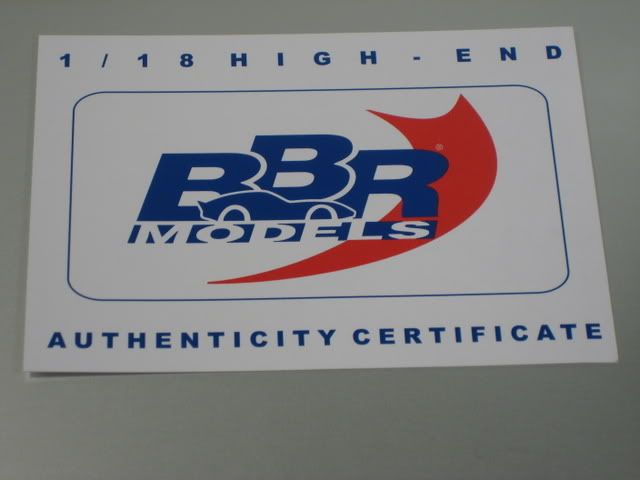 1/18 HIGH-END
BBR®
MODELS
AUTHENTICITY CERTIFICATE